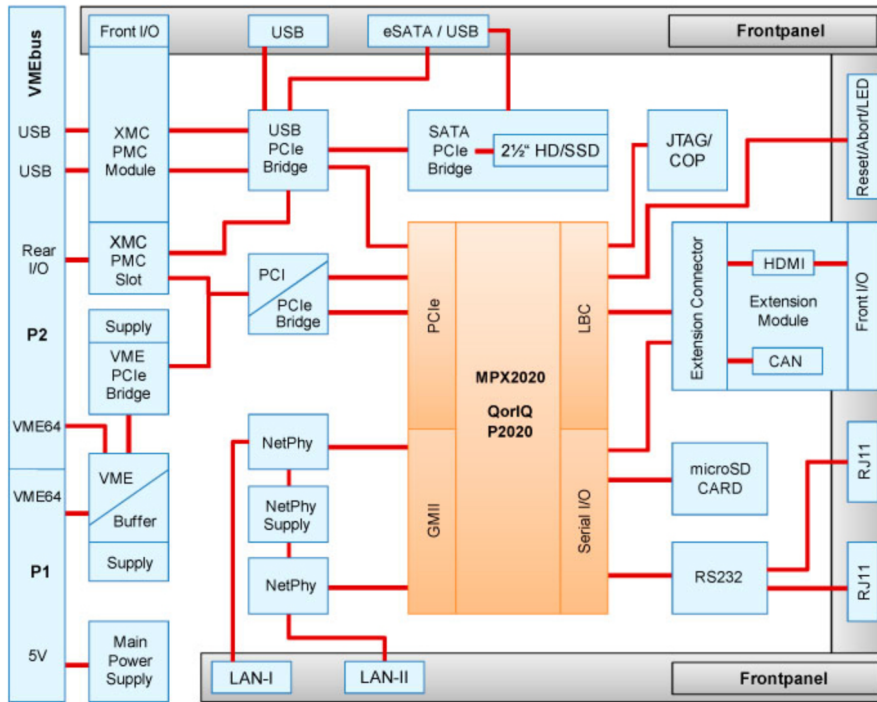 Front I/O
USB
eSATA / USB
Frontpanel
VMEbus
USB
USB
Rear
I/O
P2
VME64
VME64
P1
5V
XMC
PMC
Module
XMC
PMC
Slot
Supply
VME
PCIe
Bridge
VME
Buffer
Supply
Main
Power
Supply
USB
PCIe
Bridge
SATA
PCIe
Bridge
2½“ HD/SSD
JTAG/
COP
Reset/Abort/LED
PCI
PCIe
Bridge
PCIe
LBC
MPX2020
QorIQ
P2020
GMII
Serial I/O
Extension Connector
HDMI
Extension
Module
CAN
Front I/O
NetPhy
NetPhy
Supply
NetPhy
microSD
CARD
RS232
RJ11
RJ11
LAN-I
LAN-II
Frontpanel